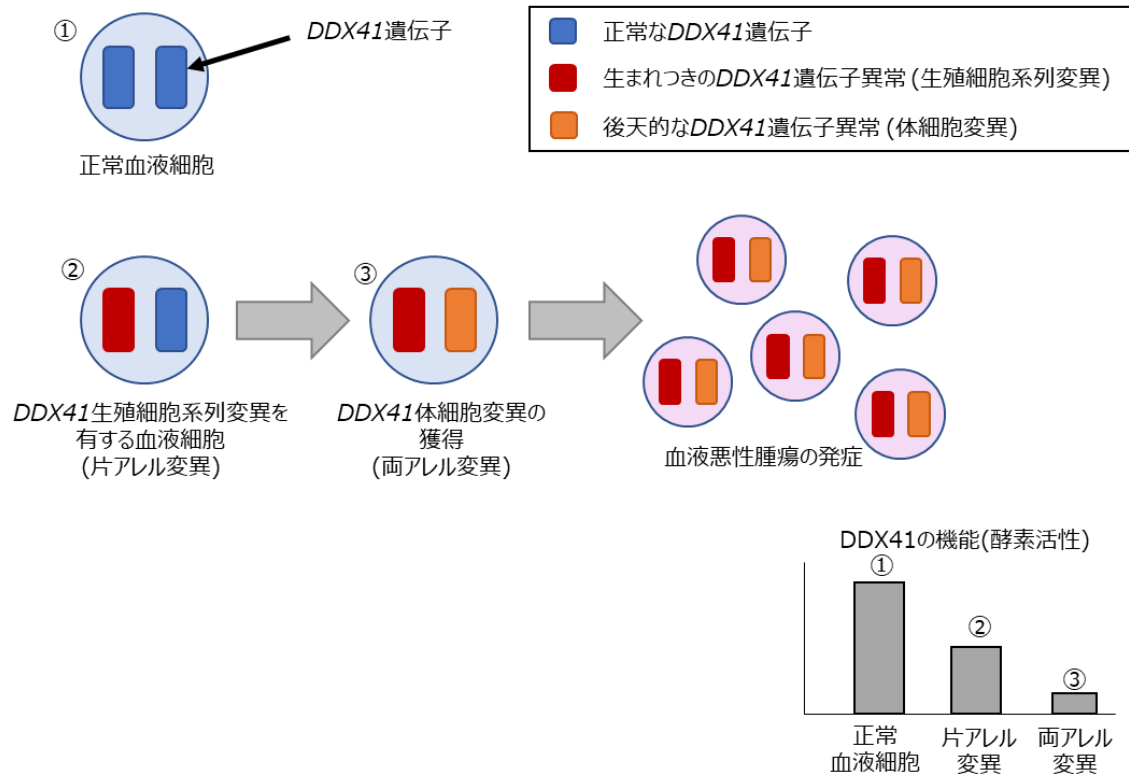 ①
DDX41遺伝子
正常血液細胞
正常なDDX41遺伝子
生まれつきのDDX41遺伝子異常 (生殖細胞系列変異)
後天的なDDX41遺伝子異常 (体細胞変異)
②
DDX41生殖細胞系列変異を
有する血液細胞
(片アレル変異)
③
DDX41体細胞変異の
獲得
(両アレル変異)
血液悪性腫瘍の発症
DDX41の機能(酵素活性)
①
②
③
正常
血液細胞
片アレル
変異
両アレル
変異